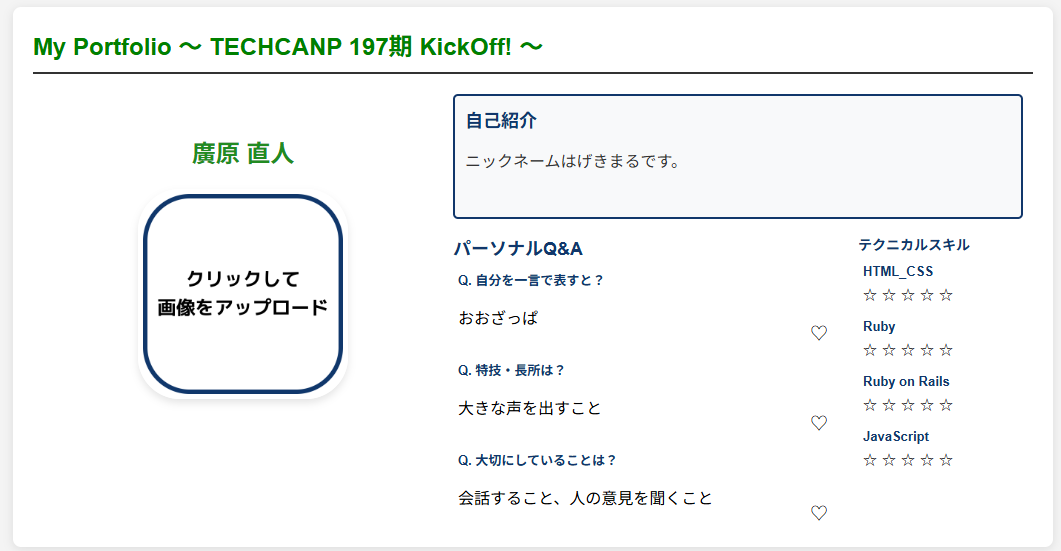 My Portfolio ～ TECHCANP 197期 KickOff! ～
廣原 直人
クリックして
画像をアップロード
自己紹介
ニックネームはげきまるです。
パーソナルQ&A
Q. 自分を一言で表すと？
おおざっぱ
♡
Q. 特技・長所は？
大きな声を出すこと
♡
Q. 大切にしていることは？
会話すること、人の意見を聞くこと
♡
テクニカルスキル
HTML_CSS
☆ ☆ ☆ ☆ ☆
Ruby
☆ ☆ ☆ ☆ ☆
Ruby on Rails
☆ ☆ ☆ ☆ ☆
JavaScript
☆ ☆ ☆ ☆ ☆